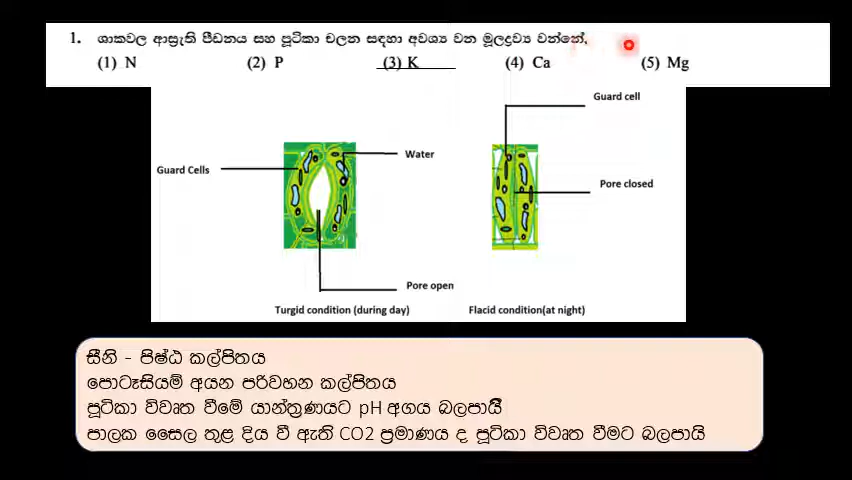 1. ශාකවල ආස්‍රැති පීඩනය සහ පූටිකා චලන සඳහා අවශ්‍ය වන මූලද්‍රව්‍ය වන්නේ,
(1) N (2) P (3) K (4) Ca (5) Mg
Guard cell
Guard Cells
Water
Pore closed
Pore open
Turgid condition (during day)
Flacid condition(at night)
සීනි - පිෂ්ඨ කල්පිතය
පොටෑසියම් අයන පරිවහන කල්පිතය
පූටිකා විවෘත වීමේ යාන්ත්‍රණයට pH අගය බලපායි
පාලක සෛල තුළ දිය වී ඇති CO2 ප්‍රමාණය ද පූටිකා විවෘත වීමට බලපායි